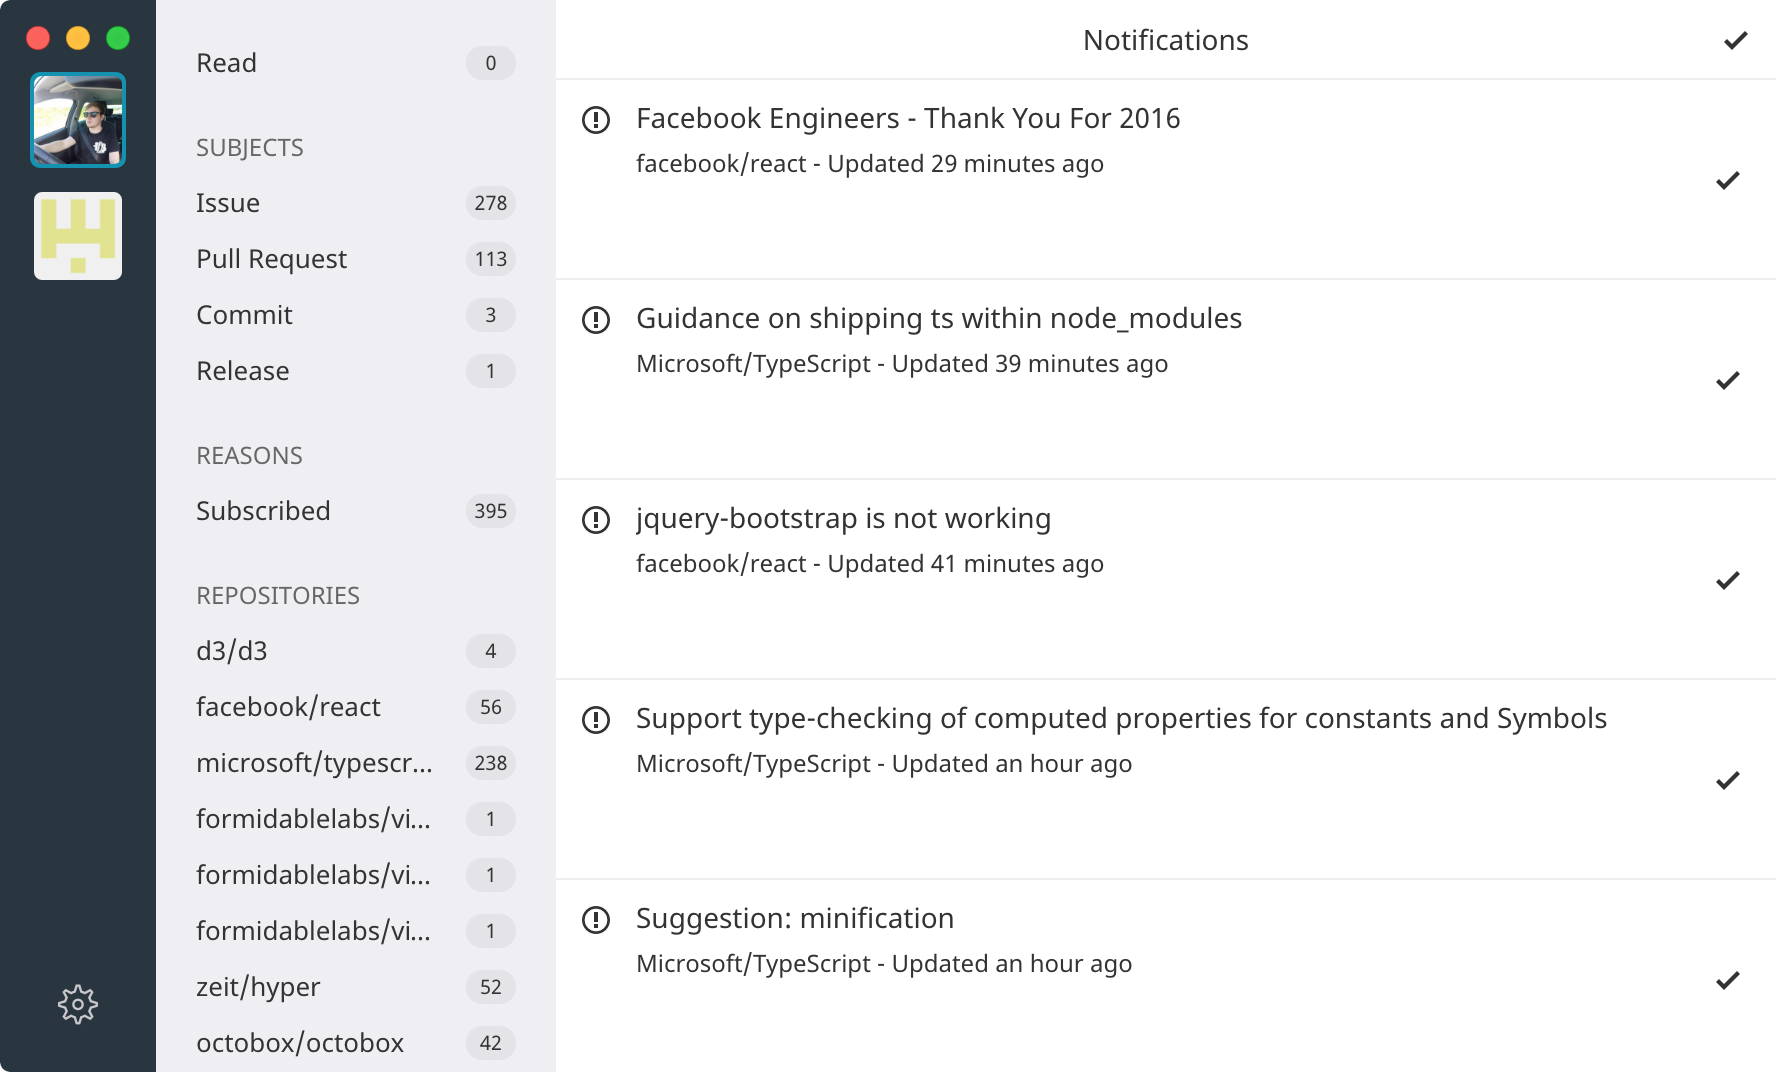 Read 0
SUBJECTS
Issue 278
Pull Request 113
Commit 3
Release 1
REASONS
Subscribed 395
REPOSITORIES
d3/d3 4
facebook/react 56
microsoft/typescr... 238
formidablelabs/vi... 1
formidablelabs/vi... 1
formidablelabs/vi... 1
zeit/hyper 52
octobox/octobox 42
Notifications
Facebook Engineers - Thank You For 2016
facebook/react - Updated 29 minutes ago
Guidance on shipping ts within node_modules
Microsoft/TypeScript - Updated 39 minutes ago
jquery-bootstrap is not working
facebook/react - Updated 41 minutes ago
Support type-checking of computed properties for constants and Symbols
Microsoft/TypeScript - Updated an hour ago
Suggestion: minification
Microsoft/TypeScript - Updated an hour ago